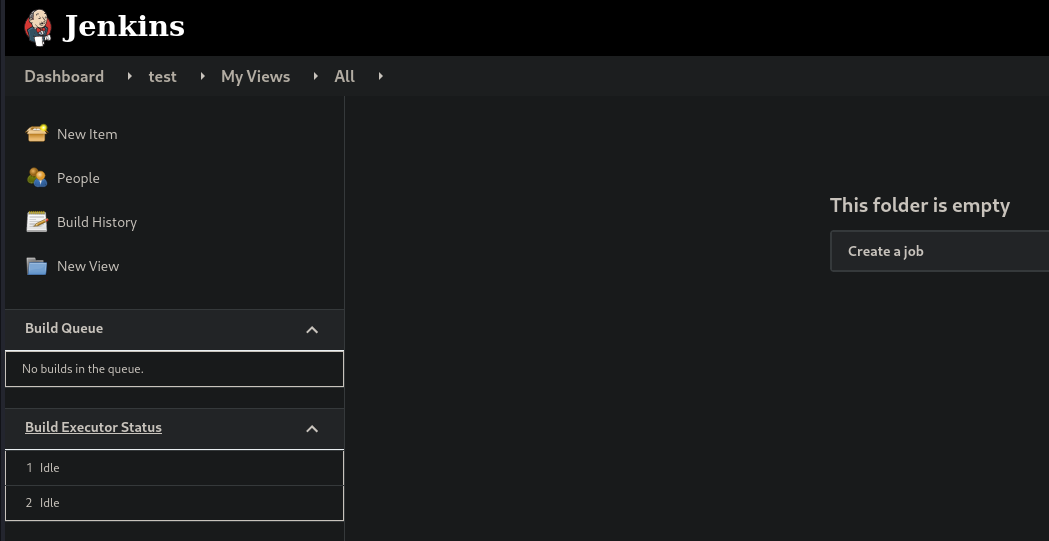 Jenkins
Dashboard test My Views All
New Item
People
Build History
New View
Build Queue
No builds in the queue.
Build Executor Status
1 Idle
2 Idle
This folder is empty
Create a job